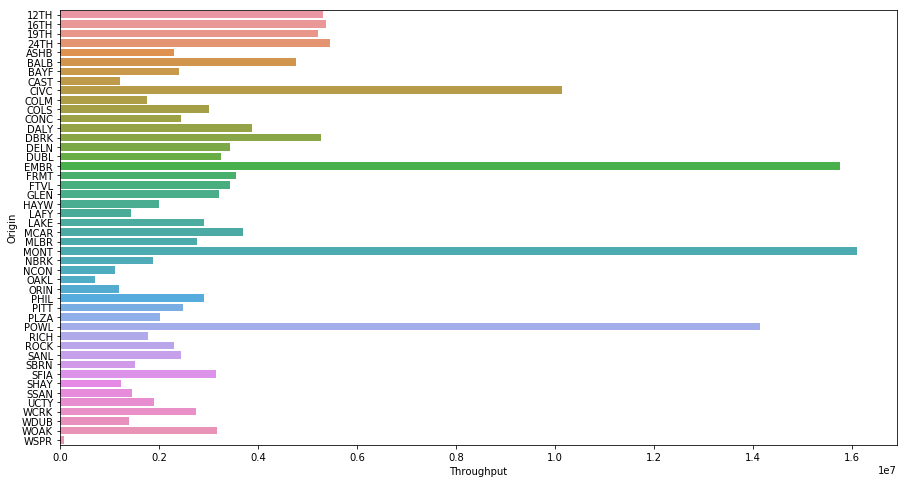 12TH
16TH
19TH
24TH
ASHB
BALB
BAYF
CAST
CIVC
COLM
COLS
CONC
DALY
DBRK
DELN
DUBL
EMBR
FRMT
FTVL
GLEN
HAYW
LAFY
LAKE
MCAR
MLBR
MONT
NBRK
NCON
OAKL
ORIN
PHIL
PITT
PLZA
POWL
RICH
ROCK
SANL
SBRN
SFIA
SHAY
SSAN
UCTY
WCRK
WDUB
WOAK
WSPR
Origin
0.0 0.2 0.4 0.6 0.8 1.0 1.2 1.4 1.6
1e7
Throughput